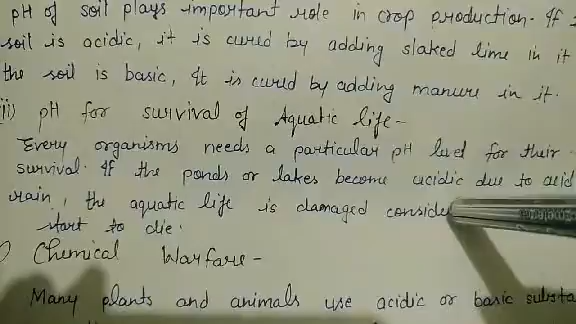 pH of soil plays important role in crop production. If
soil is acidic, it is cured by adding slaked lime in it
the soil is basic, It is cured by adding manure in it.
ii) pH for survival of Aquatic life-
Every organisms needs a particular pH level for their
survival. If the ponds or lakes become acidic due to acid
rain, the aquatic life is damaged
start to die.
Chemical Warfare-
Many plants and animals use acidic or basic